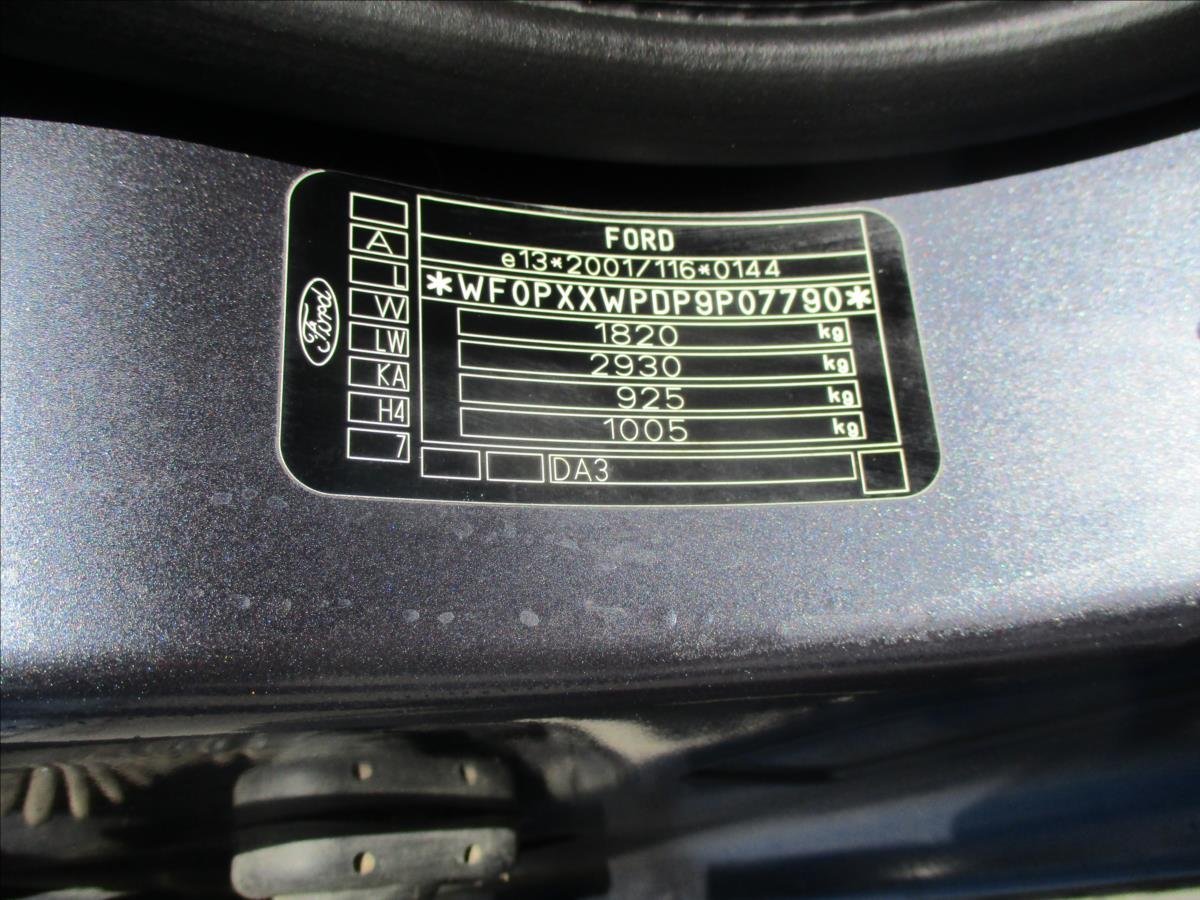 Ford
A
L
W
LW
KA
H4
7
FORD
e13*2001/116*0144
*WF0PXXWPDP9P07790*
1820 kg
2930 kg
925 kg
1005 kg
DA3